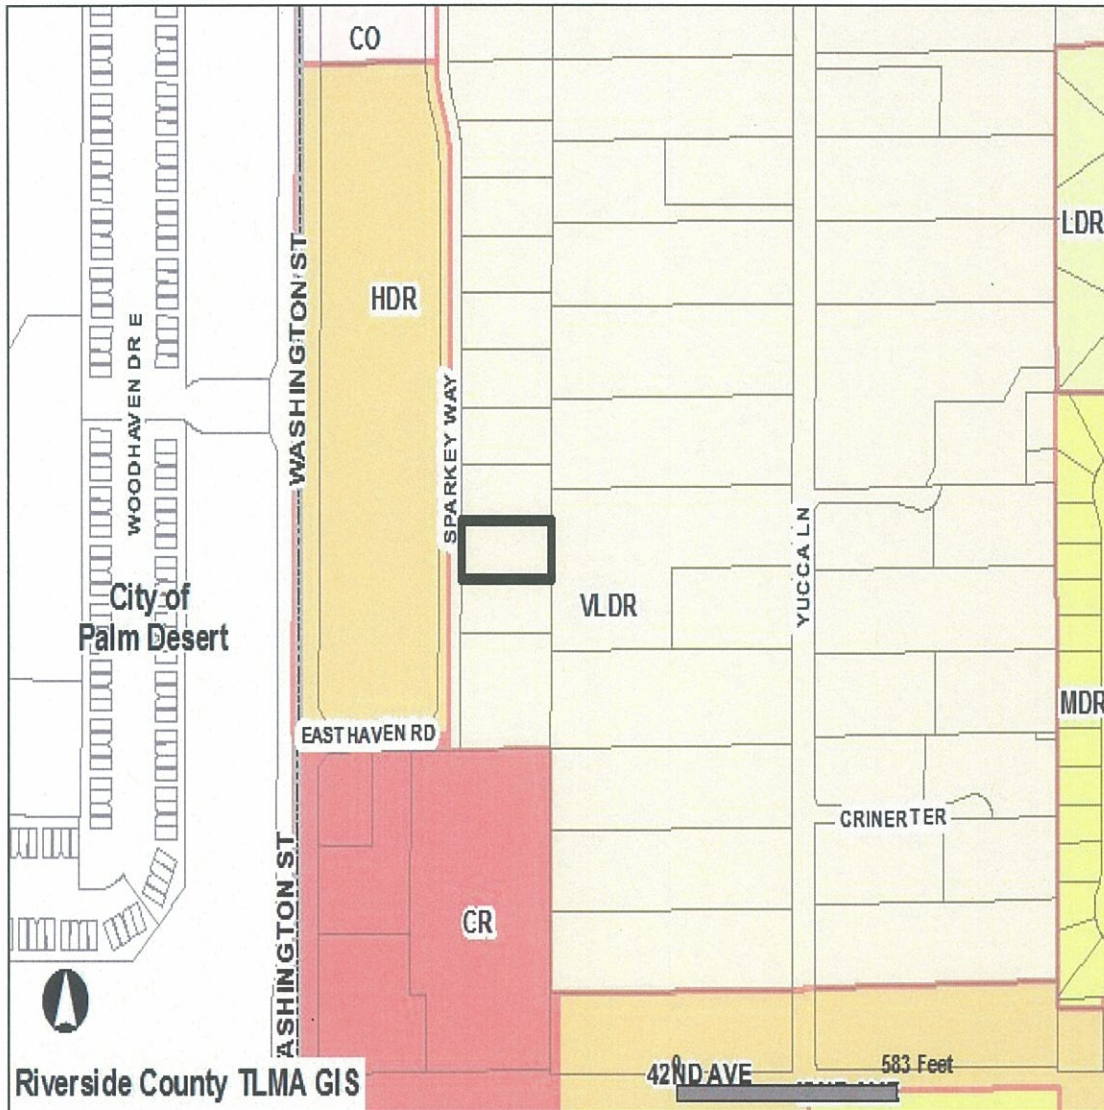 CO
LDR
WASHINGTON ST
HDR
WOODHAVEN DR E
SPARKEY WAY
YUCCA LN
City of
Palm Desert
VLDR
MDR
EAST HAVEN RD
CRINER TER
ASHINGTON ST
CR
0
583 Feet
42ND AVE
Riverside County TLMA GIS